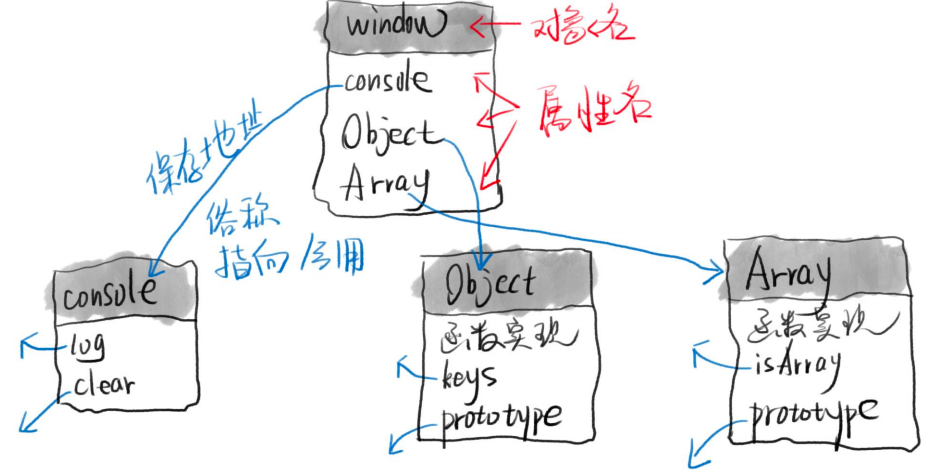 window
对象名
console
Object
Array
属性名
保存地址
俗称
指向/引用
console
log
clear
Object
函数实现
keys
prototype
Array
函数实现
isArray
prototype